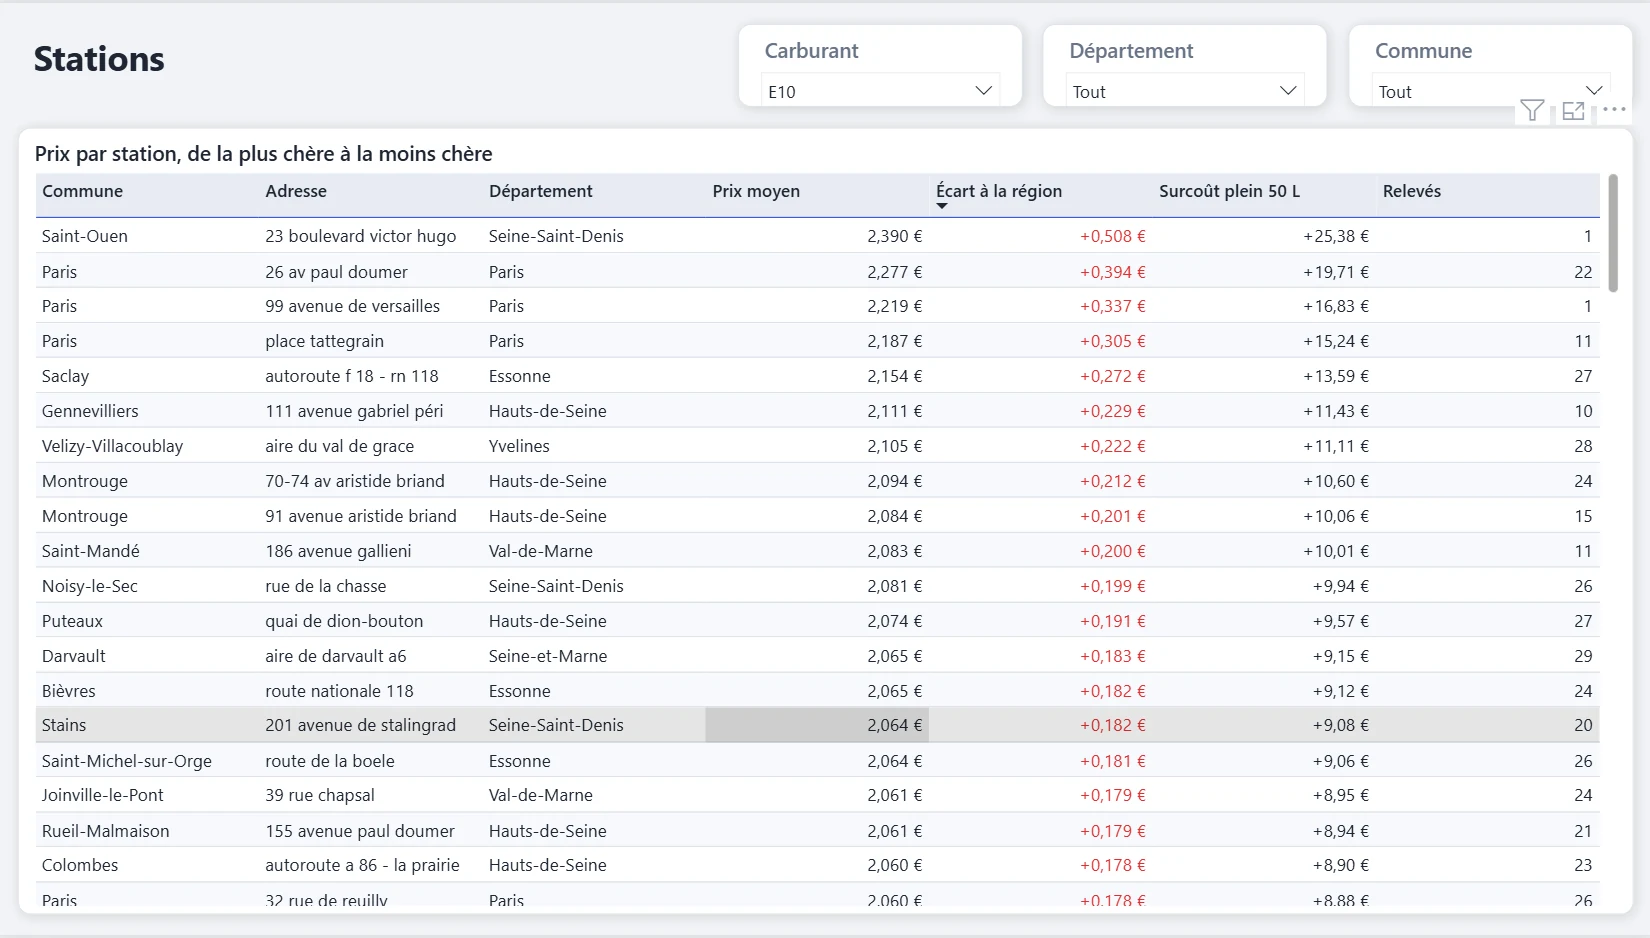 Stations
Carburant
E10
Département
Tout
Commune
Tout
Prix par station, de la plus chère à la moins chère
Commune Adresse Département Prix moyen Écart à la région Surcoût plein 50 L Relevés
Saint-Ouen 23 boulevard victor hugo Seine-Saint-Denis 2,390 € +0,508 € +25,38 € 1
Paris 26 av paul doumer Paris 2,277 € +0,394 € +19,71 € 22
Paris 99 avenue de versailles Paris 2,219 € +0,337 € +16,83 € 1
Paris place tattegrain Paris 2,187 € +0,305 € +15,24 € 11
Saclay autoroute f 18 - rn 118 Essonne 2,154 € +0,272 € +13,59 € 27
Gennevilliers 111 avenue gabriel péri Hauts-de-Seine 2,111 € +0,229 € +11,43 € 10
Velizy-Villacoublay aire du val de grace Yvelines 2,105 € +0,222 € +11,11 € 28
Montrouge 70-74 av aristide briand Hauts-de-Seine 2,094 € +0,212 € +10,60 € 24
Montrouge 91 avenue aristide briand Hauts-de-Seine 2,084 € +0,201 € +10,06 € 15
Saint-Mandé 186 avenue gallieni Val-de-Marne 2,083 € +0,200 € +10,01 € 11
Noisy-le-Sec rue de la chasse Seine-Saint-Denis 2,081 € +0,199 € +9,94 € 26
Puteaux quai de dion-bouton Hauts-de-Seine 2,074 € +0,191 € +9,57 € 27
Darvault aire de darvault a6 Seine-et-Marne 2,065 € +0,183 € +9,15 € 29
Bièvres route nationale 118 Essonne 2,065 € +0,182 € +9,12 € 24
Stains 201 avenue de stalingrad Seine-Saint-Denis 2,064 € +0,182 € +9,08 € 20
Saint-Michel-sur-Orge route de la boele Essonne 2,064 € +0,181 € +9,06 € 26
Joinville-le-Pont 39 rue chapsal Val-de-Marne 2,061 € +0,179 € +8,95 € 24
Rueil-Malmaison 155 avenue paul doumer Hauts-de-Seine 2,061 € +0,179 € +8,94 € 21
Colombes autoroute a 86 - la prairie Hauts-de-Seine 2,060 € +0,178 € +8,90 € 23
Paris 32 rue de reuilly Paris 2,060 € +0,178 € +8,88 € 26